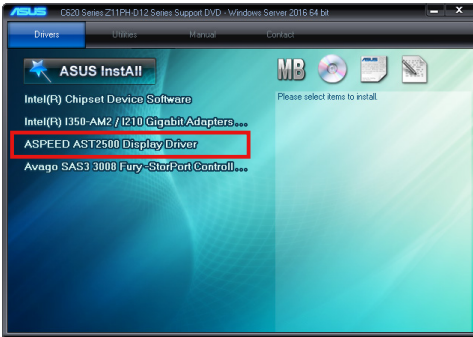 ASUS C620 Series Z11PH-D12 Series Support DVD - Windows Server 2016 64 bit
Drivers Utilities Manual Contact
ASUS InstAll
MB
Please select items to install.
Intel(R) Chipset Device Software
Intel(R) I350-AM2 / I210 Gigabit Adapters...
ASPEED AST2500 Display Driver
Avago SAS3 3008 Fury-StorPort Controll...